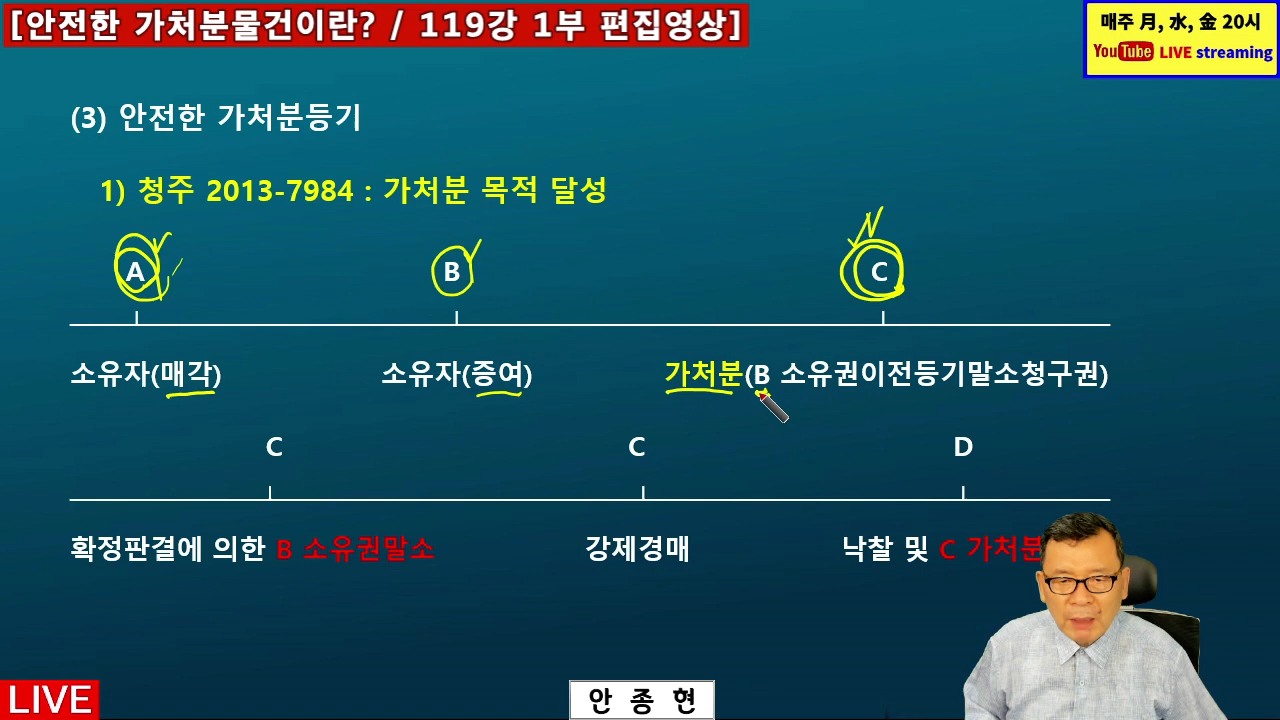 [안전한 가처분물건이란? / 119강 1부 편집영상]
매주 月, 水, 金 20시
YouTube LIVE streaming
(3) 안전한 가처분등기
1) 청주 2013-7984 : 가처분 목적 달성
N
A B C
소유자(매각) 소유자(증여) 가처분(B 소유권이전등기말소청구권)
C C D
확정판결에 의한 B 소유권말소 강제경매 낙찰 및 C 가처분
LIVE
안 종 현